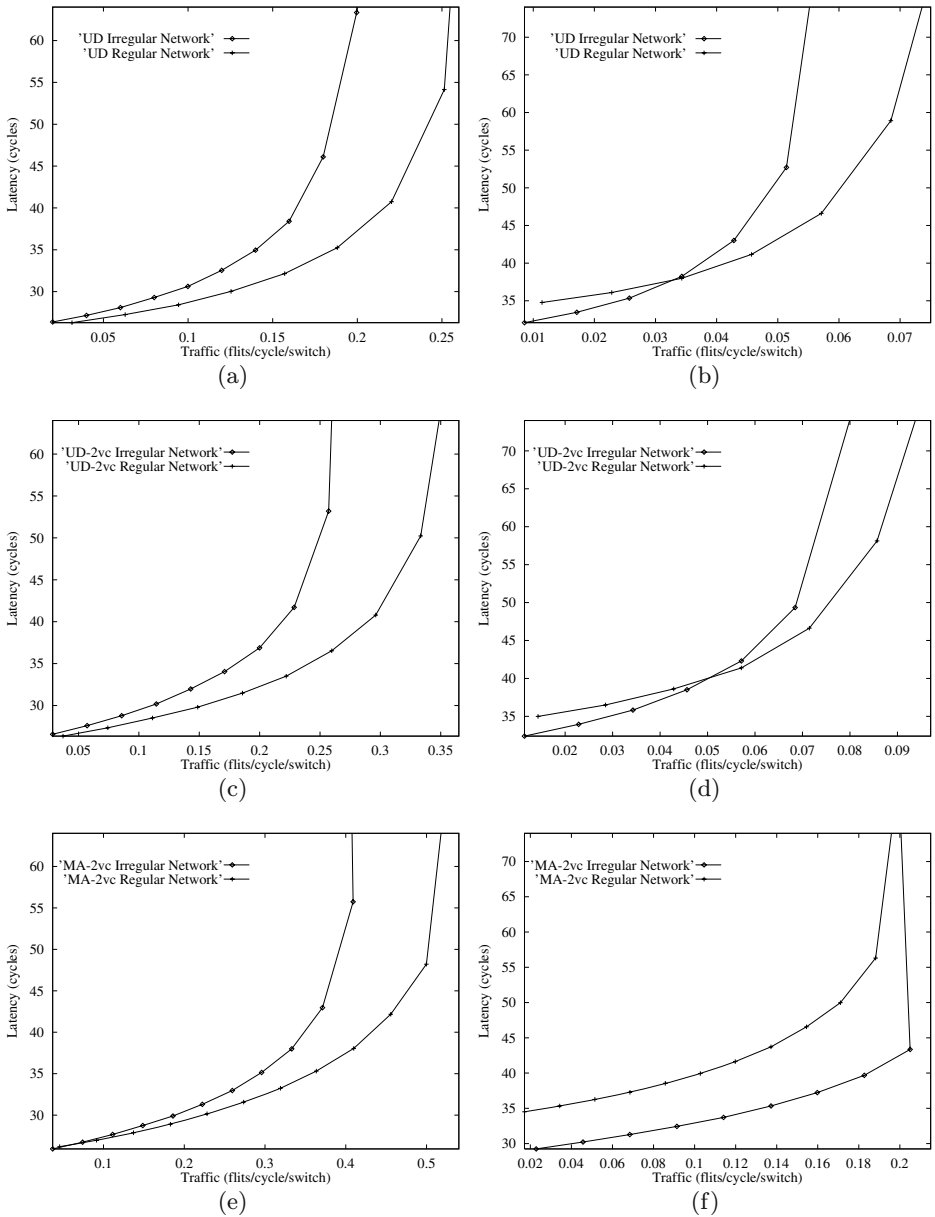 60
55
50
45
40
35
30
Latency (cycles)
'UD Irregular Network'
'UD Regular Network'
0.05 0.1 0.15 0.2 0.25
Traffic (flits/cycle/switch)
(a)
70
65
60
55
50
45
40
35
Latency (cycles)
'UD Irregular Network'
'UD Regular Network'
0.01 0.02 0.03 0.04 0.05 0.06 0.07
Traffic (flits/cycle/switch)
(b)
60
55
50
45
40
35
30
Latency (cycles)
'UD-2vc Irregular Network'
'UD-2vc Regular Network'
0.05 0.1 0.15 0.2 0.25 0.3 0.35
Traffic (flits/cycle/switch)
(c)
70
65
60
55
50
45
40
35
Latency (cycles)
'UD-2vc Irregular Network'
'UD-2vc Regular Network'
0.02 0.03 0.04 0.05 0.06 0.07 0.08 0.09
Traffic (flits/cycle/switch)
(d)
60
55
50
45
40
35
30
Latency (cycles)
'MA-2vc Irregular Network'
'MA-2vc Regular Network'
0.1 0.2 0.3 0.4 0.5
Traffic (flits/cycle/switch)
(e)
70
65
60
55
50
45
40
35
30
Latency (cycles)
'MA-2vc Irregular Network'
'MA-2vc Regular Network'
0.02 0.04 0.06 0.08 0.1 0.12 0.14 0.16 0.18 0.2
Traffic (flits/cycle/switch)
(f)